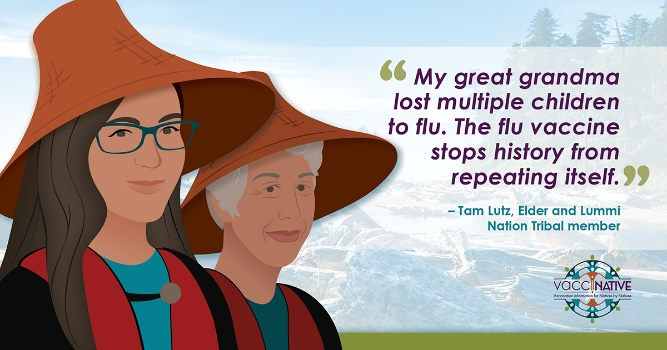 “My great grandma
lost multiple children
to flu. The flu vaccine
stops history from
repeating itself.”
– Tam Lutz, Elder and Lummi
Nation Tribal member
VACCINATIVE
Vaccination Information for Natives by Natives